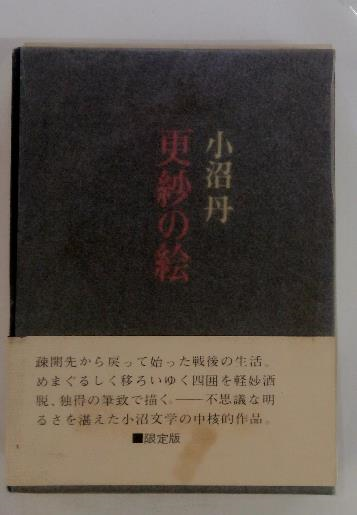 小沼丹
更紗の絵
疎開先から戻って始った戦後の生活。
めまぐるしく移ろいゆく四囲を軽妙洒
脱、独得の筆致で描く。――不思議な明
るさを湛えた小沼文学の中核的作品。
■限定版